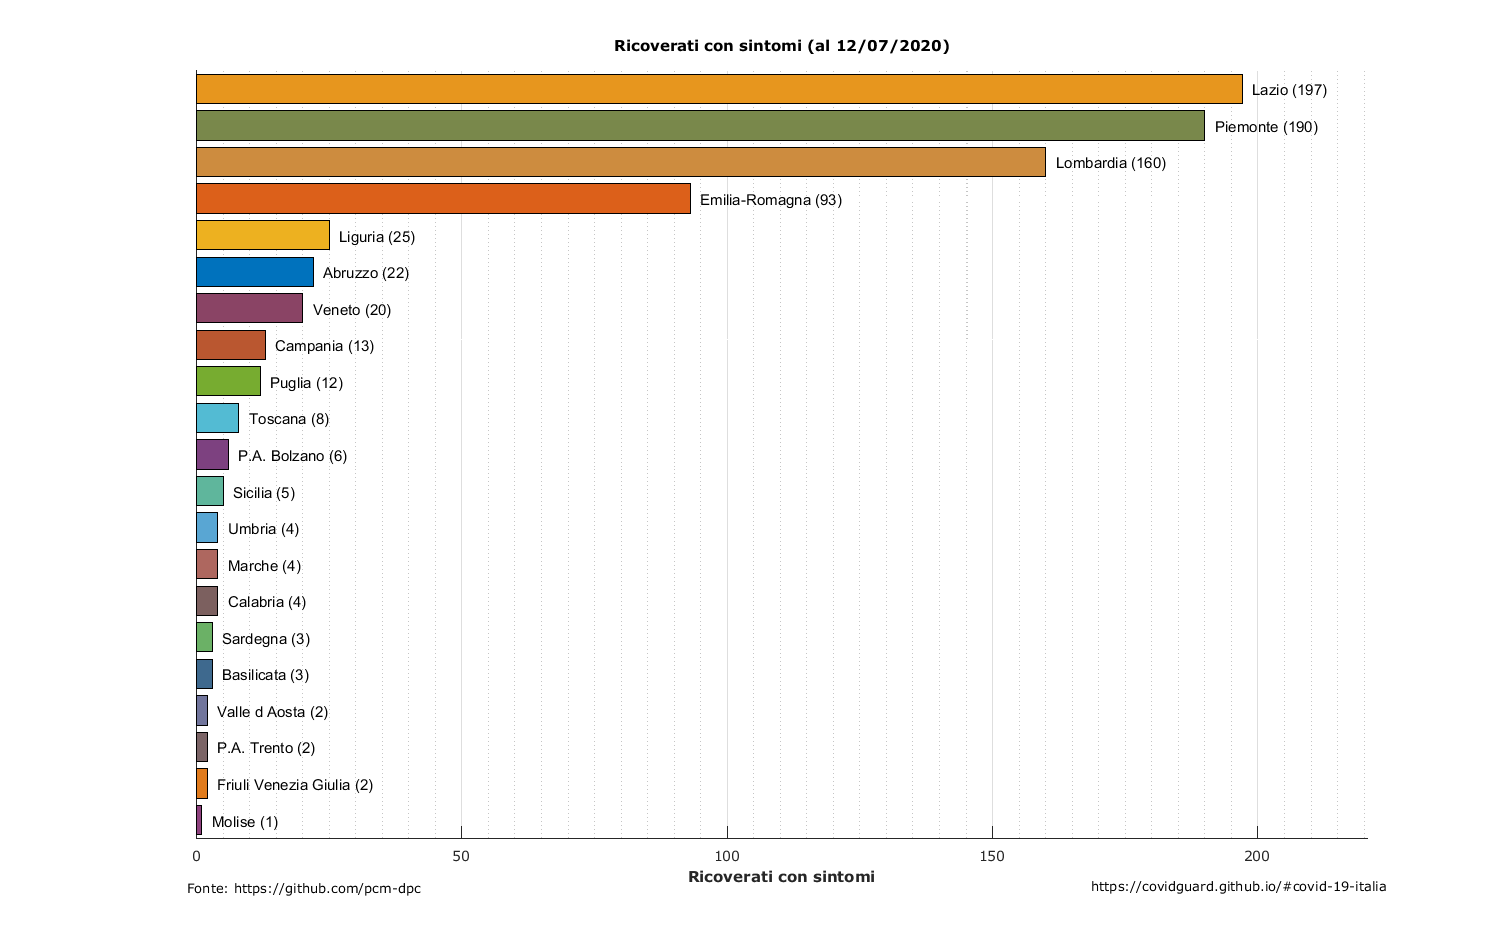 Ricoverati con sintomi (al 12/07/2020)
Lazio (197)
Piemonte (190)
Lombardia (160)
Emilia-Romagna (93)
Liguria (25)
Abruzzo (22)
Veneto (20)
Campania (13)
Puglia (12)
Toscana (8)
P.A. Bolzano (6)
Sicilia (5)
Umbria (4)
Marche (4)
Calabria (4)
Sardegna (3)
Basilicata (3)
Valle d Aosta (2)
P.A. Trento (2)
Friuli Venezia Giulia (2)
Molise (1)
0 50 100 150 200
Ricoverati con sintomi
Fonte: https://github.com/pcm-dpc
https://covidguard.github.io/#covid-19-italia